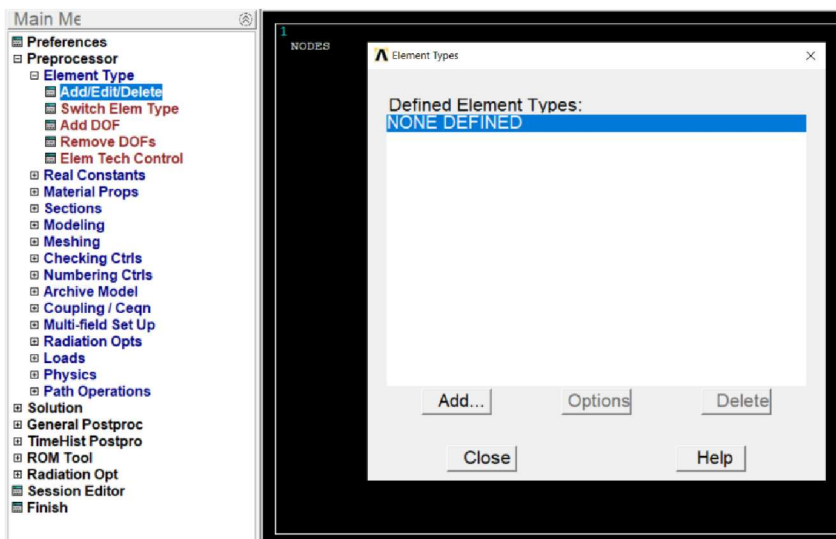 Main Me
Preferences
Preprocessor
Element Type
Add/Edit/Delete
Switch Elem Type
Add DOF
Remove DOFs
Elem Tech Control
Real Constants
Material Props
Sections
Modeling
Meshing
Checking Ctrls
Numbering Ctrls
Archive Model
Coupling / Ceqn
Multi-field Set Up
Radiation Opts
Loads
Physics
Path Operations
Solution
General Postproc
TimeHist Postpro
ROM Tool
Radiation Opt
Session Editor
Finish
1
NODES
Element Types
Defined Element Types:
NONE DEFINED
Add... Options Delete
Close Help